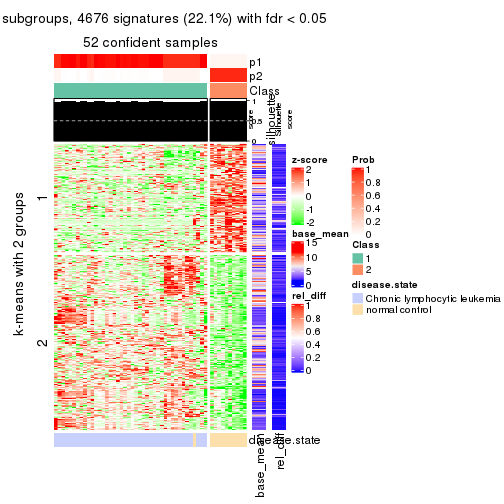 subgroups, 4676 signatures (22.1%) with fdr < 0.05
52 confident samples
p1
p2
Class
1
0.5
0
Silhouette
score
silhouette
Silhouette
score
k-means with 2 groups
1
2
z-score
2
1
0
-1
-2
base_mean
15
10
5
0
rel_diff
1
0.8
0.6
0.4
0.2
0
Prob
1
0.8
0.6
0.4
0.2
0
Class
1
2
disease.state
Chronic lymphocytic leukemia
normal control
disease.state
base_mean
rel_diff